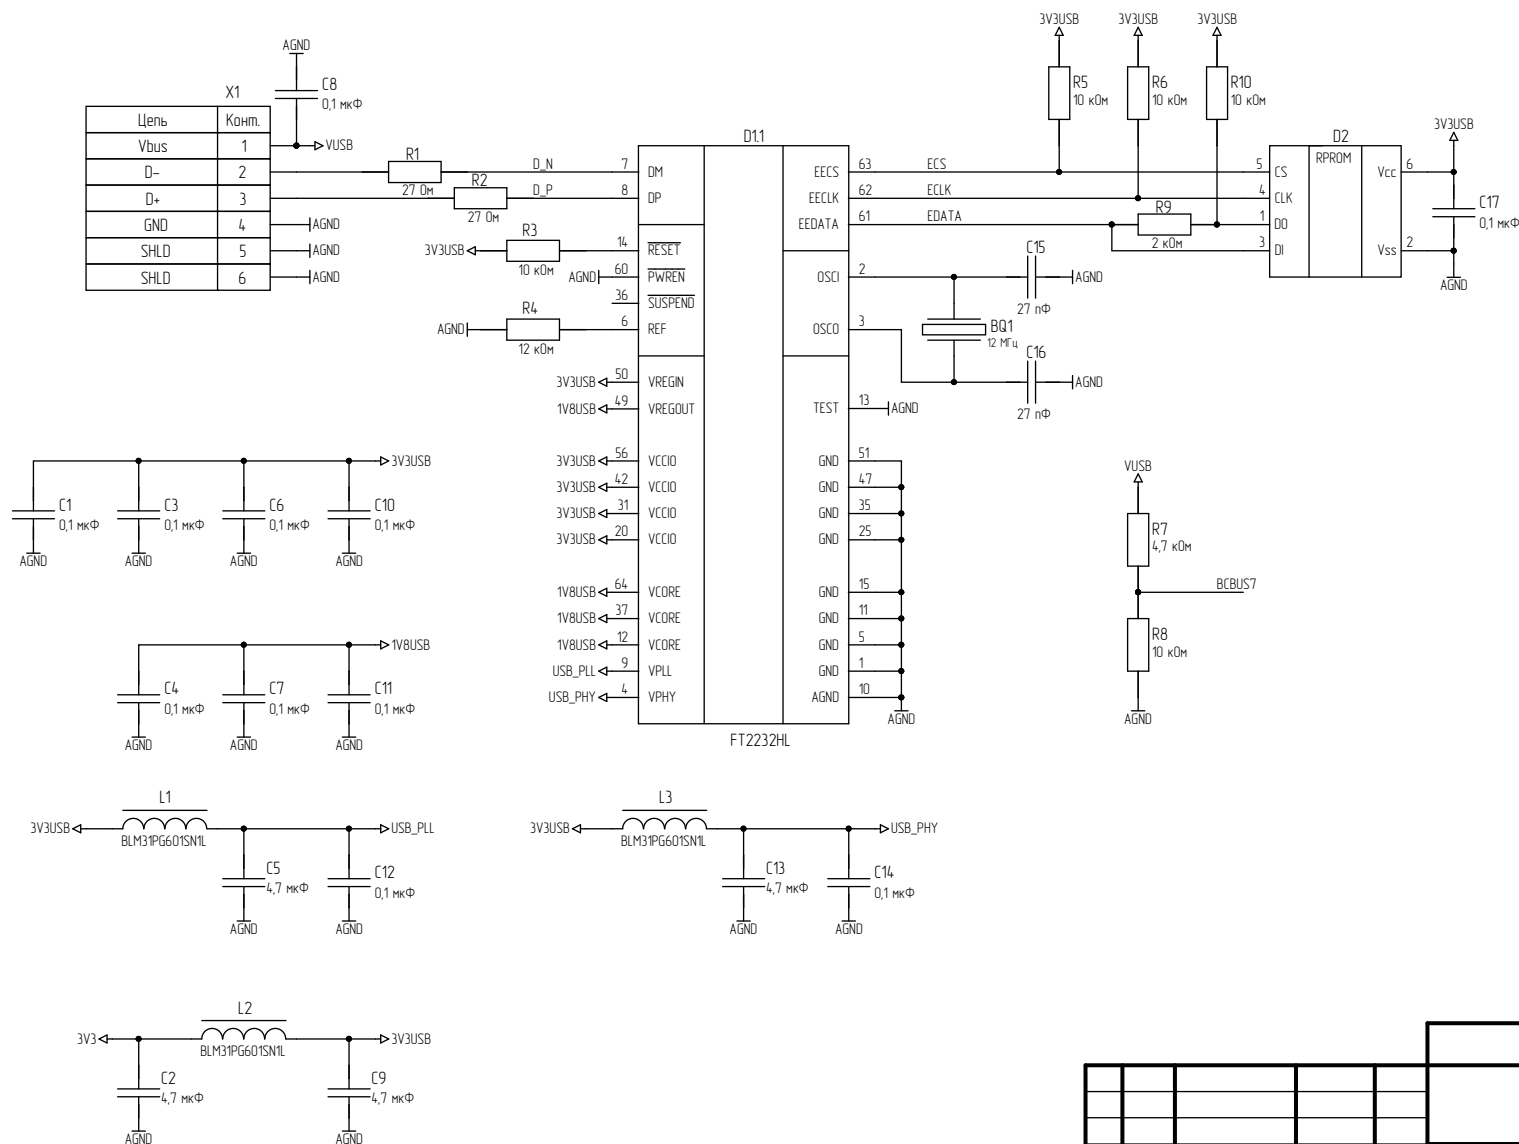 3V3USB 3V3USB 3V3USB
AGND
C8
0,1 мкФ
R5
10 кОм
R6
10 кОм
R10
10 кОм
X1
Цепь Конт.
Vbus 1
D- 2
D+ 3
GND 4
SHLD 5
SHLD 6
VUSB
AGND
AGND
AGND
R1
27 Ом
R2
27 Ом
D_N
D_P
3V3USB
R3
10 кОм
AGND
AGND
R4
12 кОм
D1.1
7 DM
8 DP
14 RESET
60 PWREN
36 SUSPEND
6 REF
3V3USB 50 VREGIN
1V8USB 49 VREGOUT
3V3USB 56 VCCIO
3V3USB 42 VCCIO
3V3USB 31 VCCIO
3V3USB 20 VCCIO
1V8USB 64 VCORE
1V8USB 37 VCORE
1V8USB 12 VCORE
USB_PLL 9 VPLL
USB_PHY 4 VPHY
EECS 63 ECS
EECLK 62 ECLK
EEDATA 61 EDATA
OSCI 2
OSCO 3
TEST 13 AGND
GND 51
GND 47
GND 35
GND 25
GND 15
GND 11
GND 5
GND 1
AGND 10
AGND
FT2232HL
R9
2 кОм
D2
RPROM
5 CS
4 CLK
1 DO
3 DI
Vcc 6
Vss 2
3V3USB
C17
0,1 мкФ
AGND
C15
27 пФ
AGND
BQ1
12 МГц
C16
27 пФ
AGND
3V3USB
C1
0,1 мкФ
C3
0,1 мкФ
C6
0,1 мкФ
C10
0,1 мкФ
AGND AGND AGND AGND
VUSB
R7
4,7 кОм
BCBUS7
R8
10 кОм
AGND
1V8USB
C4
0,1 мкФ
C7
0,1 мкФ
C11
0,1 мкФ
AGND AGND AGND
L1
3V3USB
BLM31PG601SN1L
USB_PLL
C5
4,7 мкФ
C12
0,1 мкФ
AGND AGND
L3
3V3USB
BLM31PG601SN1L
USB_PHY
C13
4,7 мкФ
C14
0,1 мкФ
AGND AGND
L2
3V3
BLM31PG601SN1L
3V3USB
C2
4,7 мкФ
C9
4,7 мкФ
AGND AGND